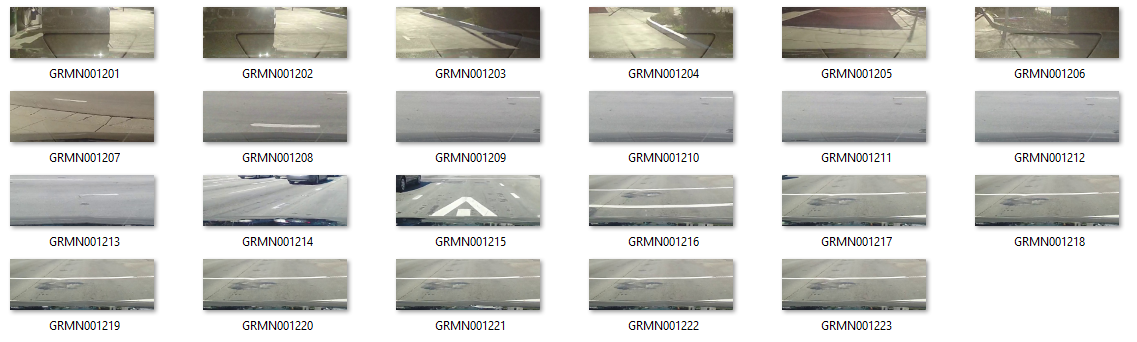 GRMN001201 GRMN001202 GRMN001203 GRMN001204 GRMN001205 GRMN001206
GRMN001207 GRMN001208 GRMN001209 GRMN001210 GRMN001211 GRMN001212
GRMN001213 GRMN001214 GRMN001215 GRMN001216 GRMN001217 GRMN001218
GRMN001219 GRMN001220 GRMN001221 GRMN001222 GRMN001223